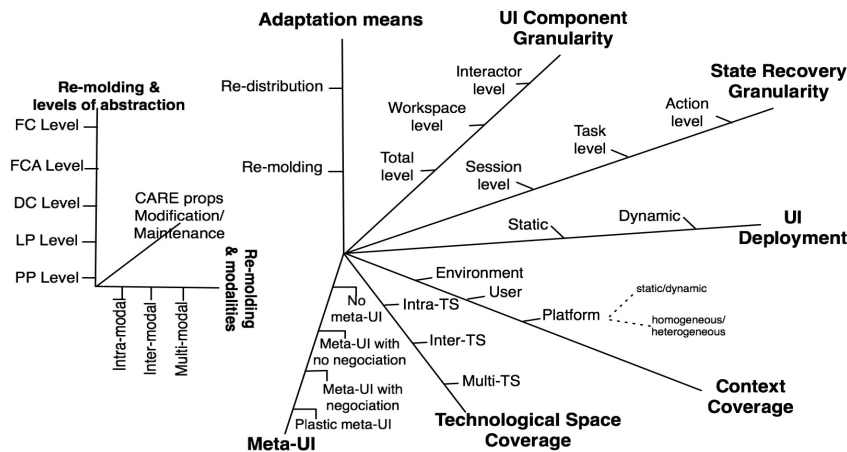 Adaptation means
UI Component
Granularity
State Recovery
Granularity
Re-molding &
levels of abstraction
FC Level
FCA Level
DC Level
LP Level
PP Level
CARE props
Modification/
Maintenance
Re-molding
& modalities
Intra-modal
Inter-modal
Multi-modal
Re-distribution
Re-molding
Interactor
level
Workspace
level
Total
level
Action
level
Task
level
Session
level
Static
Dynamic
UI
Deployment
Environment
User
Platform
static/dynamic
homogeneous/
heterogeneous
Context
Coverage
Intra-TS
Inter-TS
Multi-TS
Technological Space
Coverage
No
meta-UI
Meta-UI with
no negociation
Meta-UI with
negociation
Plastic meta-UI
Meta-UI